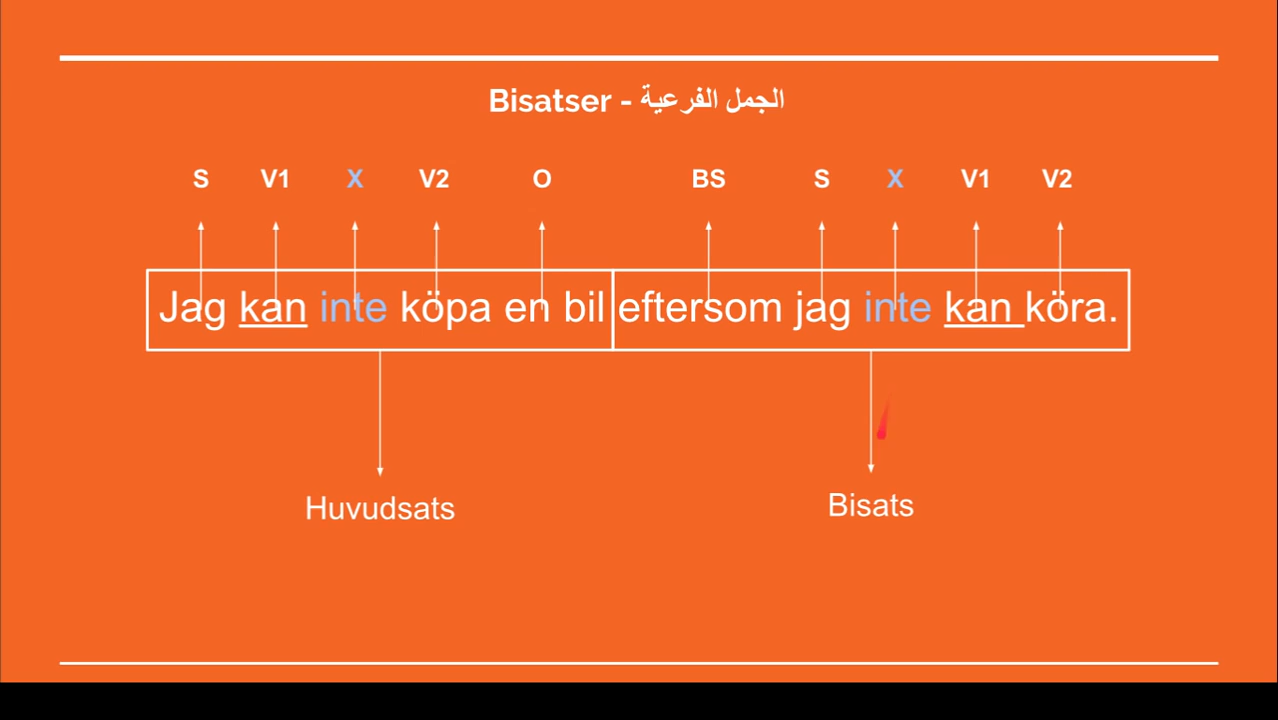 Bisatser - الجمل الفرعية
S V1 X V2 O BS S X V1 V2
Jag kan inte köpa en bil eftersom jag inte kan köra.
Huvudsats Bisats